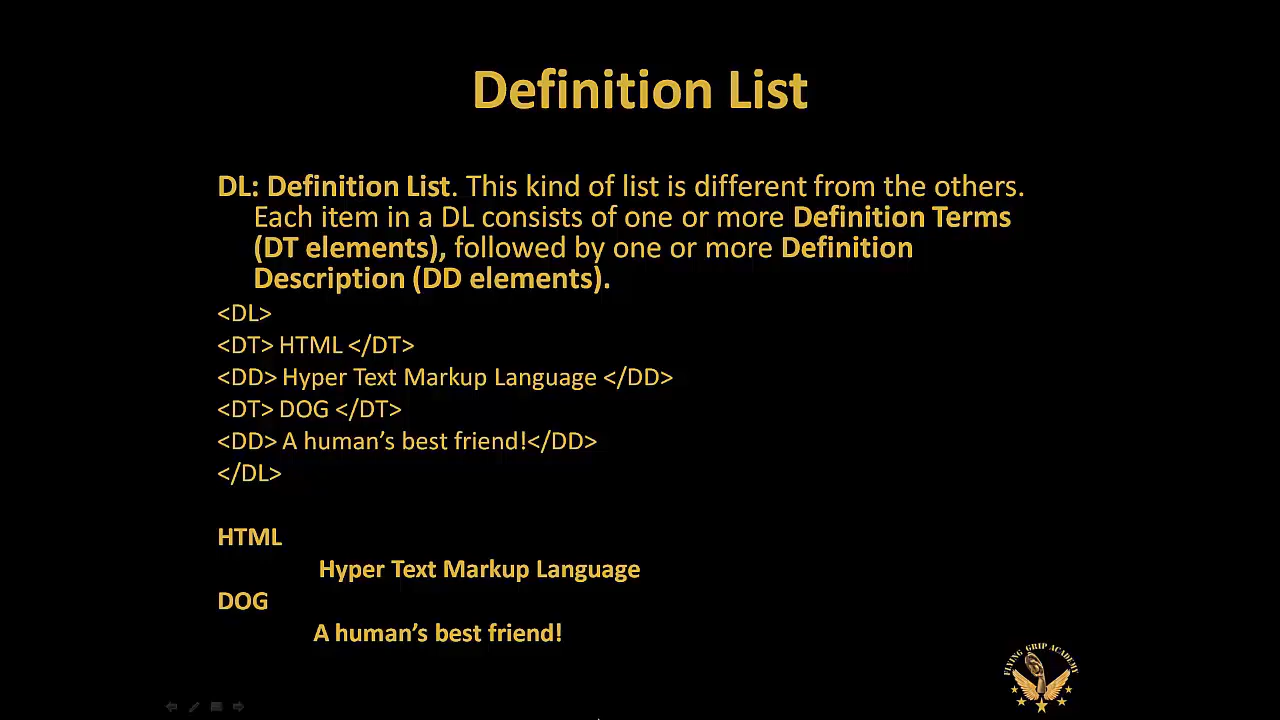 Definition List
DL: Definition List. This kind of list is different from the others.
Each item in a DL consists of one or more Definition Terms
(DT elements), followed by one or more Definition
Description (DD elements).
<DL>
<DT> HTML </DT>
<DD> Hyper Text Markup Language </DD>
<DT> DOG </DT>
<DD> A human’s best friend!</DD>
</DL>
HTML
Hyper Text Markup Language
DOG
A human’s best friend!
FLYING GRIP ACADEMY